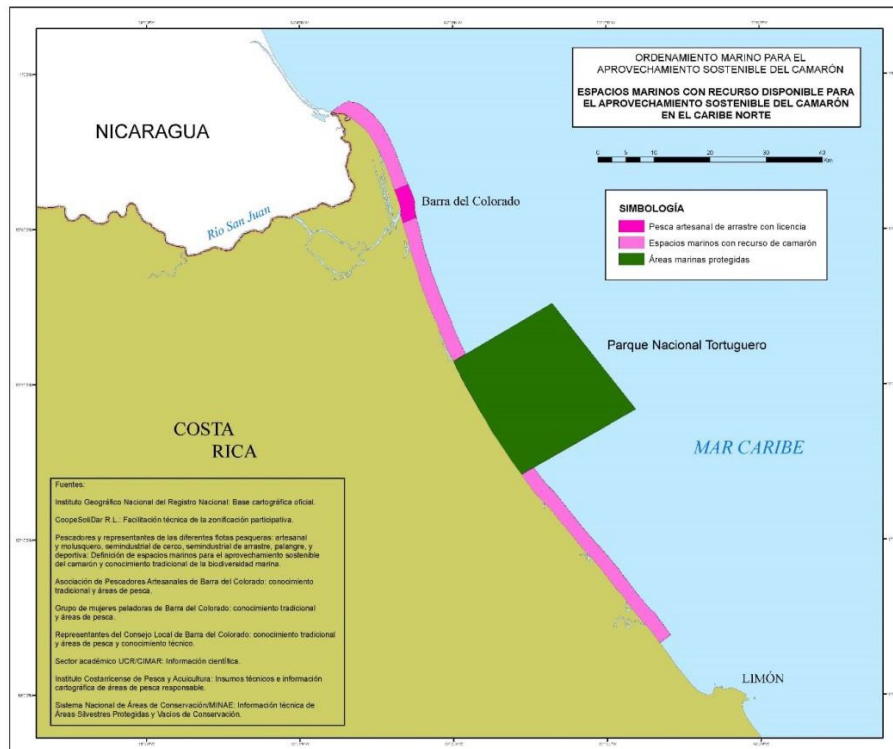 ORDENAMIENTO MARINO PARA EL
APROVECHAMIENTO SOSTENIBLE DEL CAMARÓN
ESPACIOS MARINOS CON RECURSO DISPONIBLE PARA
EL APROVECHAMIENTO SOSTENIBLE DEL CAMARÓN
EN EL CARIBE NORTE
0 5 10 20 30 40
Km
NICARAGUA
Río San Juan
Barra del Colorado
SIMBOLOGÍA
Pesca artesanal de arrastre con licencia
Espacios marinos con recurso de camarón
Áreas marinas protegidas
Parque Nacional Tortuguero
COSTA
RICA
MAR CARIBE
LIMÓN
Fuentes:
Instituto Geográfico Nacional del Registro Nacional: Base cartográfica oficial.
CoopeSoliDar R.L.: Facilitación técnica de la zonificación participativa.
Pescadores y representantes de las diferentes flotas pesqueras: artesanal
y molusquero, semindustrial de cerco, semindustrial de arrastre, palangre, y
deportiva: Definición de espacios marinos para el aprovechamiento sostenible
del camarón y conocimiento tradicional de la biodiversidad marina.
Asociación de Pescadores Artesanales de Barra del Colorado: conocimiento
tradicional y áreas de pesca.
Grupo de mujeres peladoras de Barra del Colorado: conocimiento tradicional
y áreas de pesca.
Representantes del Consejo Local de Barra del Colorado: conocimiento tradicional
y áreas de pesca y conocimiento técnico.
Sector académico UCR/CIMAR: Información científica.
Instituto Costarricense de Pesca y Acuicultura: Insumos técnicos e información
cartográfica de áreas de pesca responsable.
Sistema Nacional de Áreas de Conservación/MINAE: Información técnica de
Áreas Silvestres Protegidas y Vacíos de Conservación.